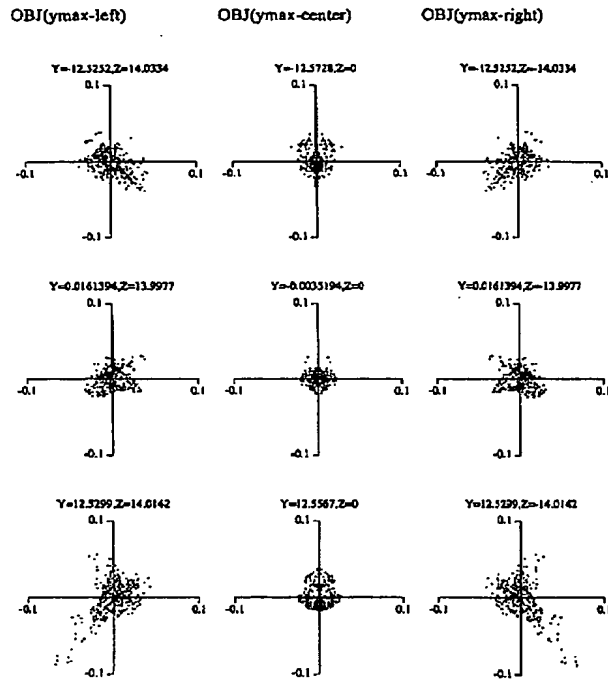 OBJ(ymax-left) OBJ(ymax-center) OBJ(ymax-right)
Y=-12.5252,Z=14.0334 Y=-12.5728,Z=0 Y=-12.5252,Z=-14.0334
0.1 0.1 0.1
-0.1 0.1 -0.1 0.1 -0.1 0.1
-0.1 -0.1 -0.1
Y=0.0161394,Z=13.9977 Y=-0.0035194,Z=0 Y=0.0161394,Z=-13.9977
0.1 0.1 0.1
-0.1 0.1 -0.1 0.1 -0.1 0.1
-0.1 -0.1 -0.1
Y=12.5299,Z=14.0142 Y=12.5567,Z=0 Y=12.5299,Z=-14.0142
0.1 0.1 0.1
-0.1 0.1 -0.1 0.1 -0.1 0.1
-0.1 -0.1 -0.1